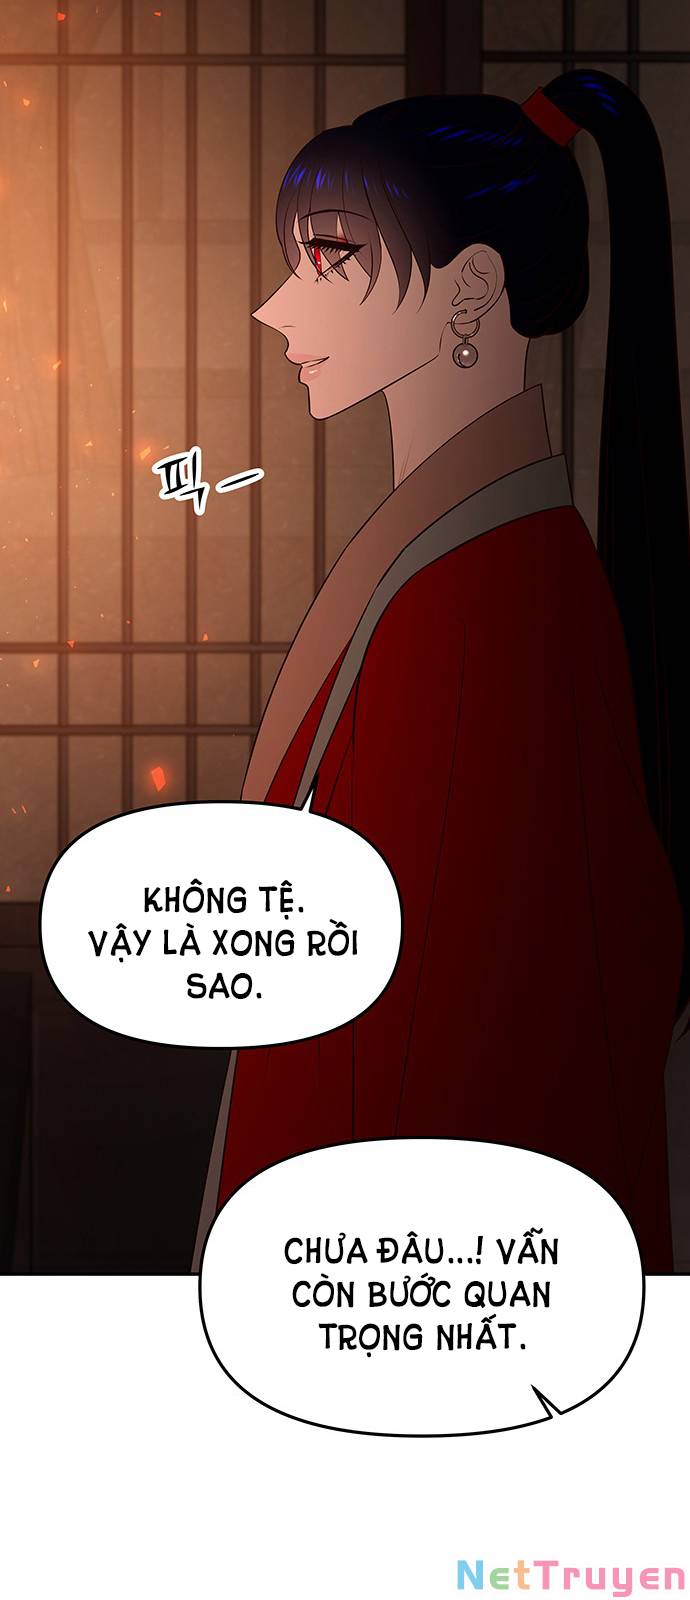 픽-
KHÔNG TỆ.
VẬY LÀ XONG RỒI
SAO.
CHƯA ĐÂU...! VẪN
CÒN BƯỚC QUAN
TRỌNG NHẤT.
NetTruyen